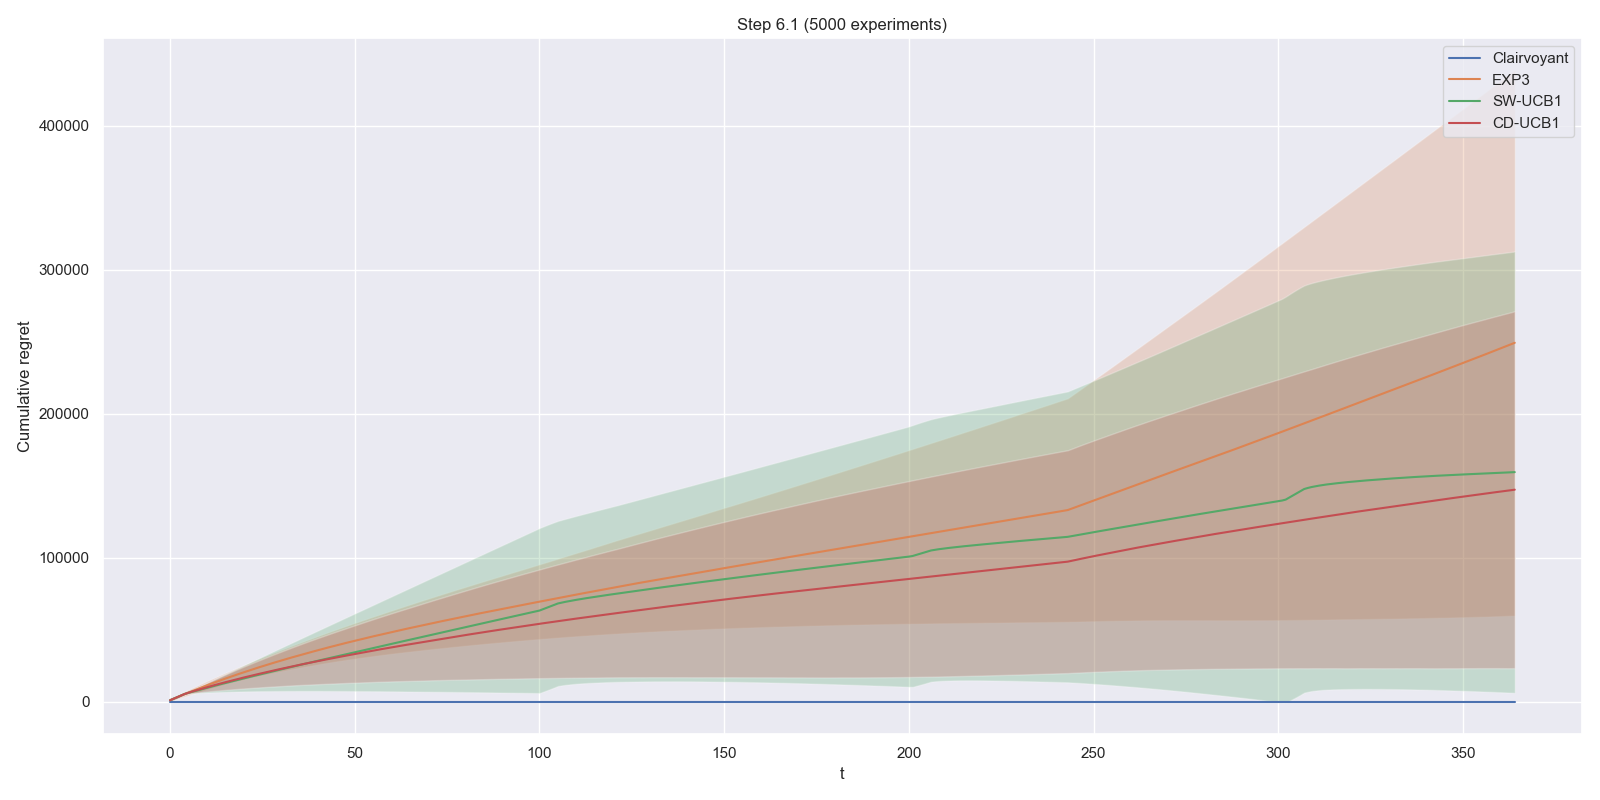 Step 6.1 (5000 experiments)
Clairvoyant
EXP3
SW-UCB1
CD-UCB1
400000
300000
200000
100000
0
Cumulative regret
0 50 100 150 200 250 300 350
t